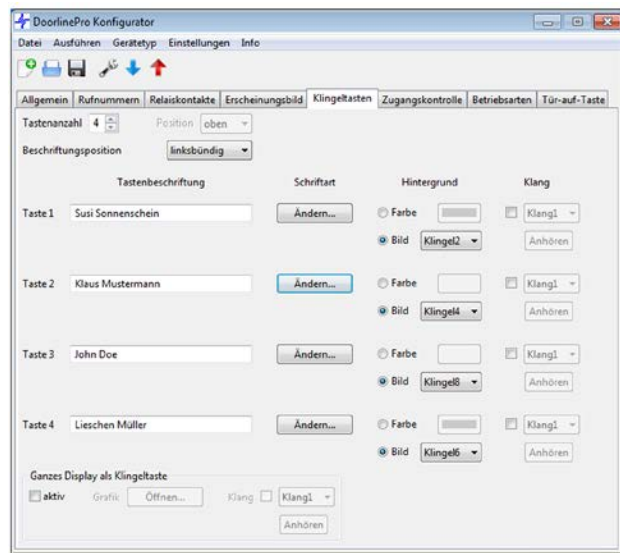 DoorlinePro Konfigurator
Datei Ausführen Gerätetyp Einstellungen Info
Allgemein Rufnummern Relaiskontakte Erscheinungsbild Klingeltasten Zugangskontrolle Betriebsarten Tür-auf-Taste
Tastenanzahl 4 Position oben
Beschriftungsposition linksbündig
Tastenbeschriftung Schriftart Hintergrund Klang
Taste 1 Susi Sonnenschein Ändern... Farbe Klang1
Bild Klingel2 Anhören
Taste 2 Klaus Mustermann Ändern... Farbe Klang1
Bild Klingel4 Anhören
Taste 3 John Doe Ändern... Farbe Klang1
Bild Klingel8 Anhören
Taste 4 Lieschen Müller Ändern... Farbe Klang1
Bild Klingel6 Anhören
Ganzes Display als Klingeltaste
aktiv Grafik Öffnen... Klang Klang1
Anhören